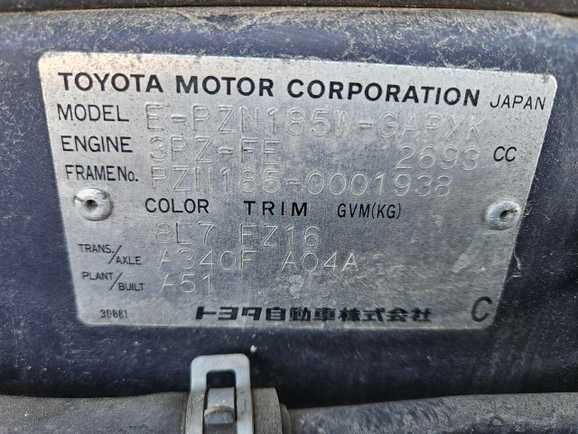 TOYOTA MOTOR CORPORATION JAPAN
MODEL E-RZN185W-GAPXK
ENGINE 3RZ-FE 2693 CC
FRAME No. RZN185-0001938
COLOR TRIM GVM(KG)
8L7 FZ16
TRANS./AXLE A340F A04A
PLANT/BUILT A51
30881 トヨタ自動車株式会社 C